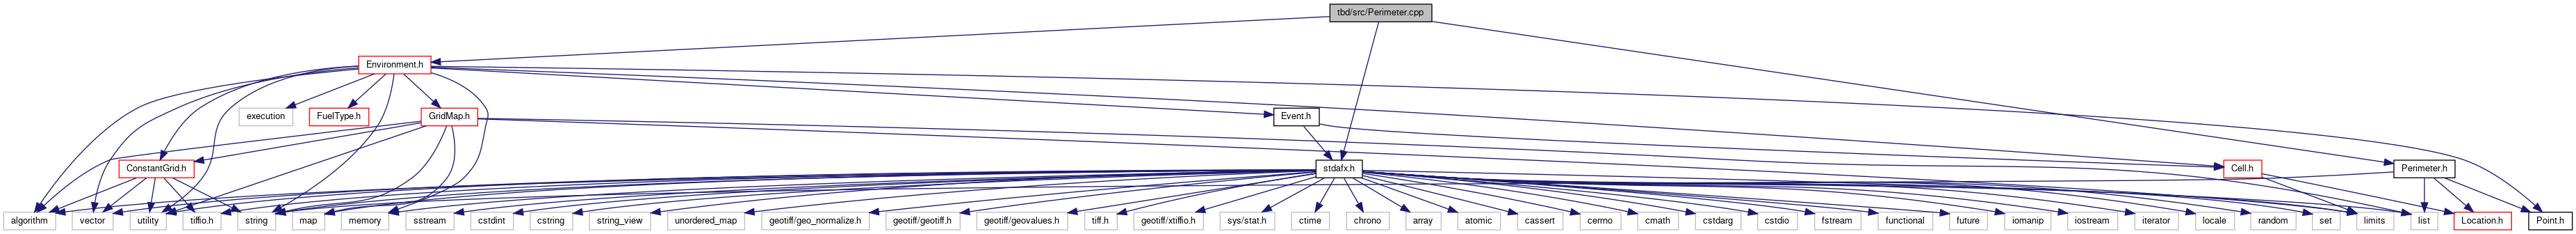 tbd/src/Perimeter.cpp
Environment.h
execution
FuelType.h
GridMap.h
Event.h
ConstantGrid.h
stdafx.h
Cell.h
Perimeter.h
algorithm
vector
utility
tiffio.h
string
map
memory
sstream
cstdint
cstring
string_view
unordered_map
geotiff/geo_normalize.h
geotiff/geotiff.h
geotiff/geovalues.h
tiff.h
geotiff/xtiffio.h
sys/stat.h
ctime
chrono
array
atomic
cassert
cerrno
cmath
cstdarg
cstdio
fstream
functional
future
iomanip
iostream
iterator
locale
random
set
limits
list
Location.h
Point.h